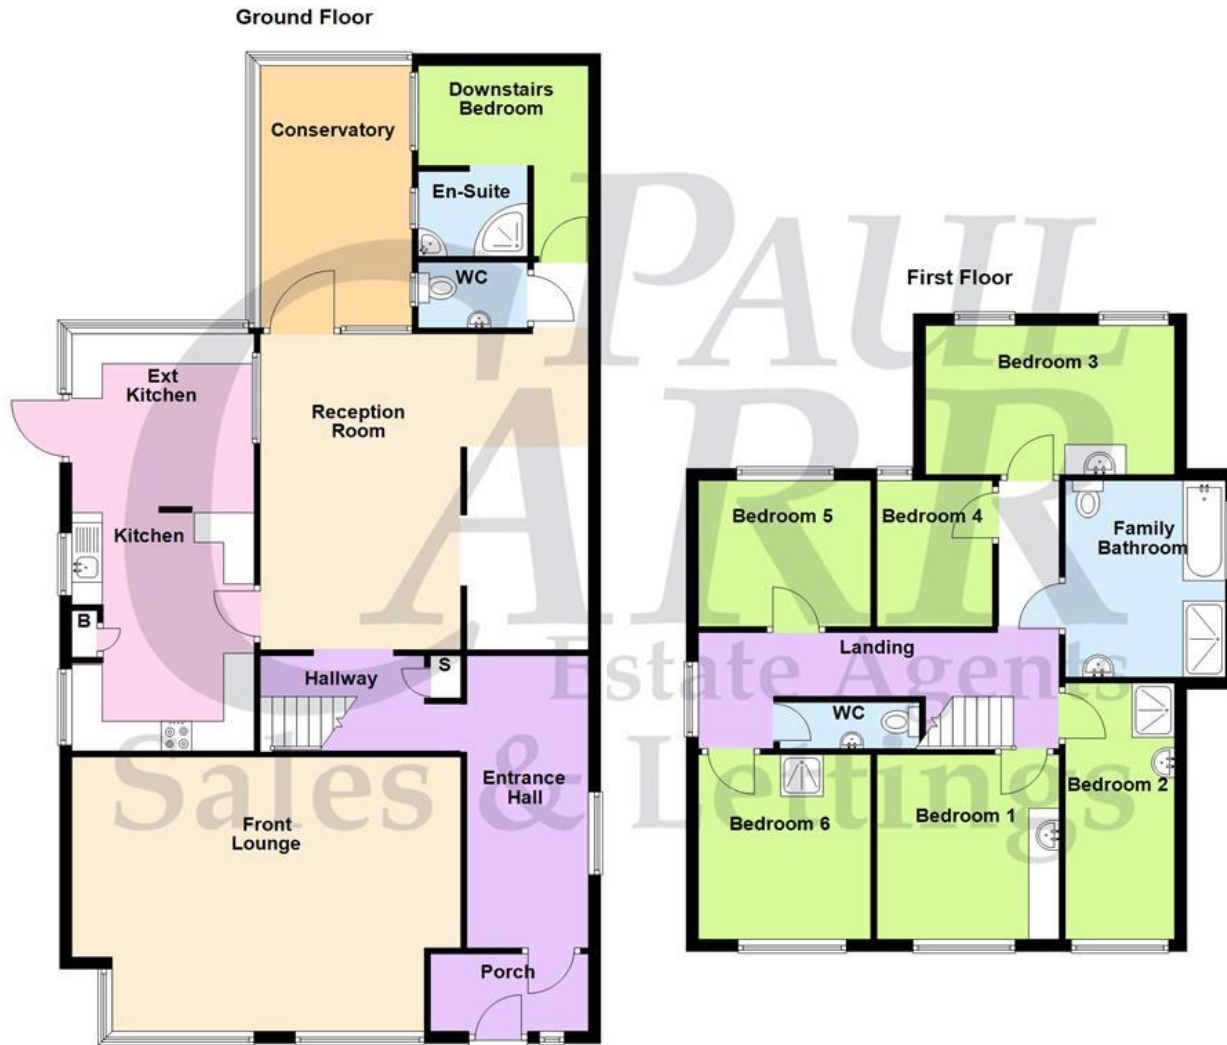 Ground Floor
Conservatory
Downstairs
Bedroom
En-Suite
WC
Ext
Kitchen
Reception
Room
Kitchen
B
Hallway
S
Entrance
Hall
Front
Lounge
Porch
First Floor
Bedroom 3
Bedroom 5
Bedroom 4
Family
Bathroom
Landing
WC
Bedroom 2
Bedroom 6
Bedroom 1
PAUL
CARR
Estate Agents
Sales & Lettings